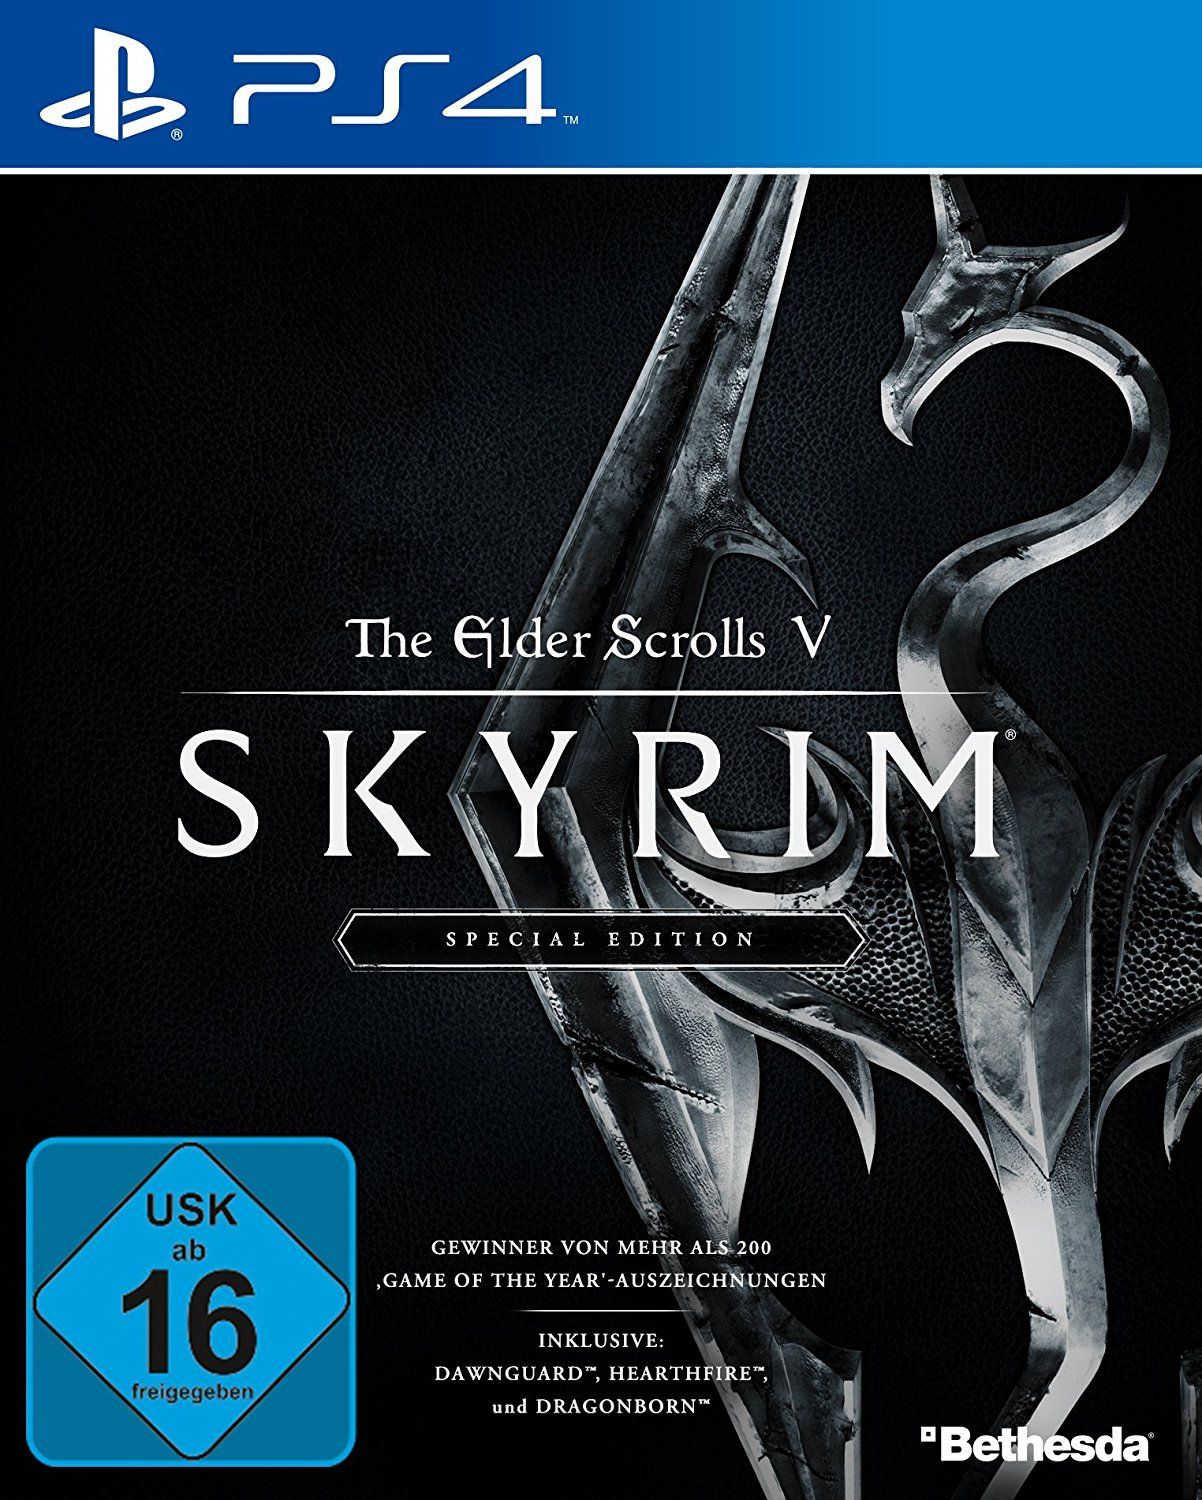 PS4™
The Elder Scrolls V
SKYRIM®
SPECIAL EDITION
USK
ab
16
freigegeben
GEWINNER VON MEHR ALS 200
‚GAME OF THE YEAR'-AUSZEICHNUNGEN
INKLUSIVE:
DAWNGUARD™, HEARTHFIRE™,
und DRAGONBORN™
Bethesda®